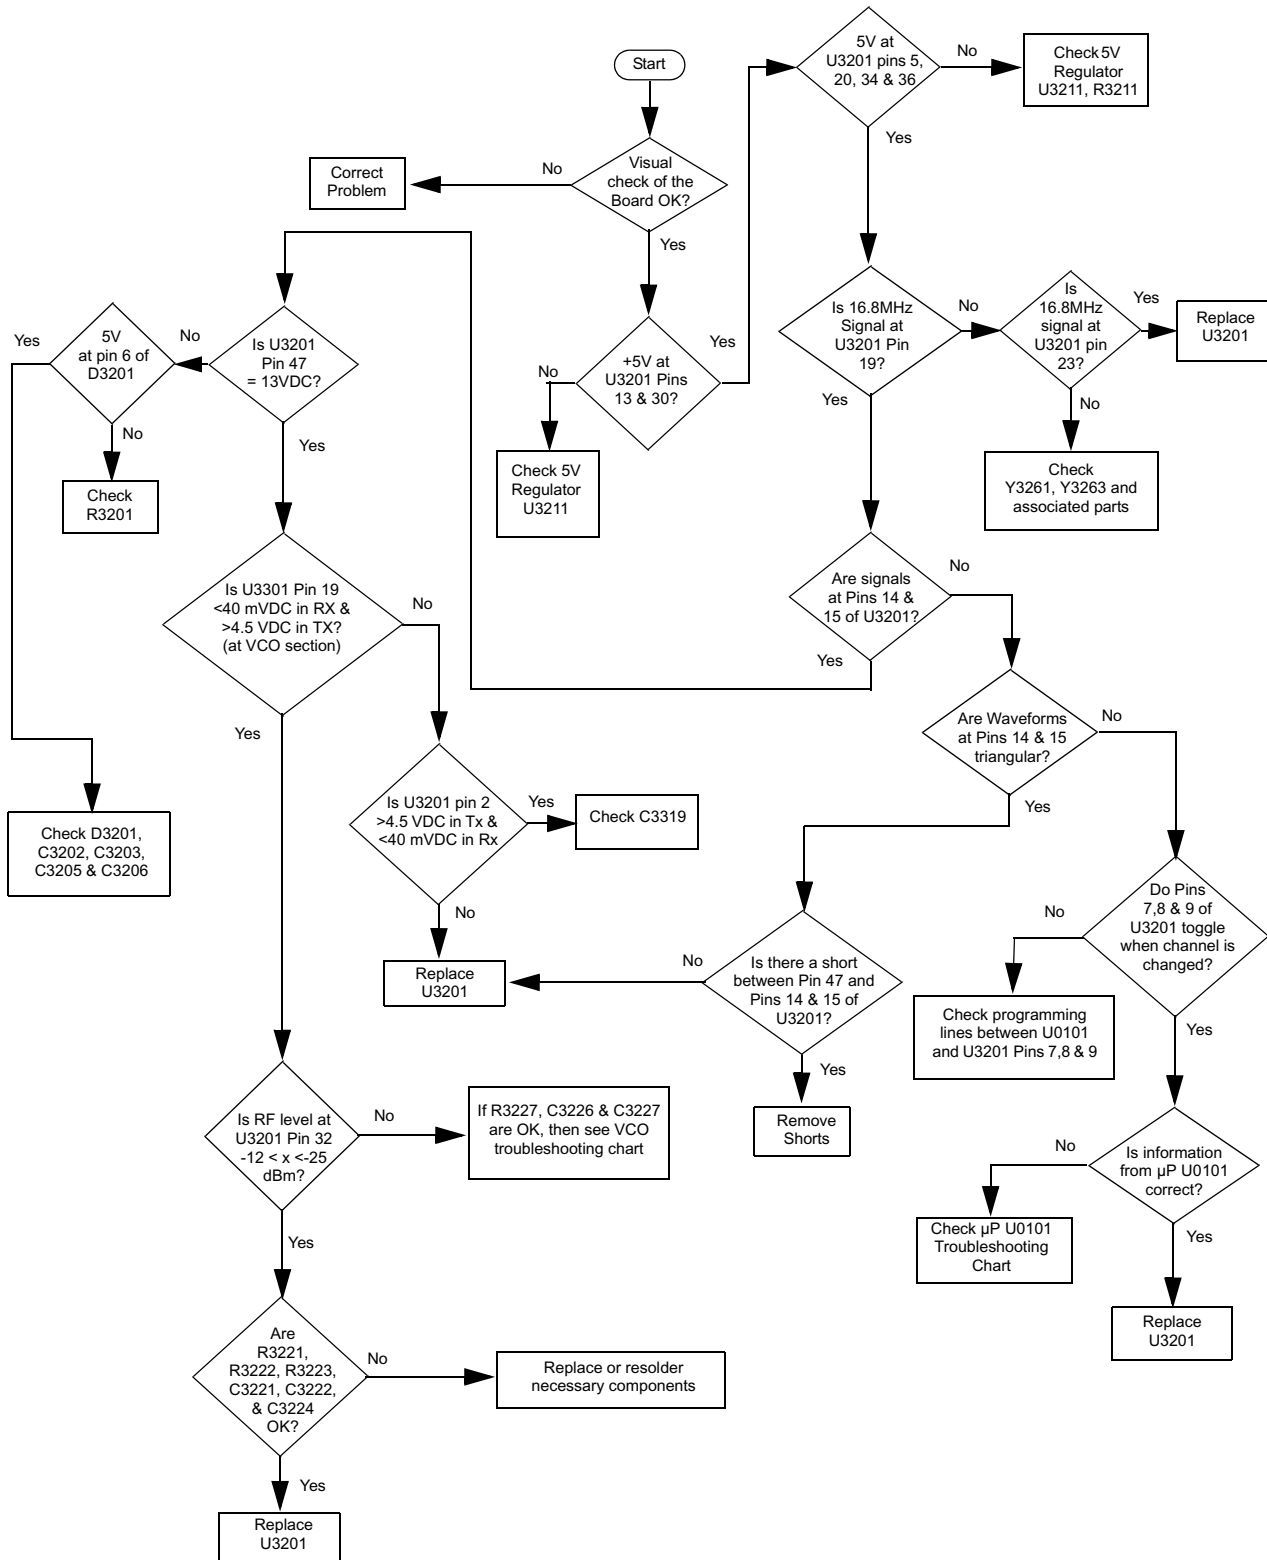 Start
Visual
check of the
Board OK?
No
Correct
Problem
Yes
+5V at
U3201 Pins
13 & 30?
No
Check 5V
Regulator
U3211
Yes
5V at
U3201 pins 5,
20, 34 & 36
No
Check 5V
Regulator
U3211, R3211
Yes
Is 16.8MHz
Signal at
U3201 Pin
19?
No
Is
16.8MHz
signal at
U3201 pin
23?
Yes
Replace
U3201
No
Check
Y3261, Y3263 and
associated parts
Yes
Are signals
at Pins 14 &
15 of U3201?
No
Yes
Are Waveforms
at Pins 14 & 15
triangular?
No
Yes
Do Pins
7,8 & 9 of
U3201 toggle
when channel is
changed?
No
Check programming
lines between U0101
and U3201 Pins 7,8 & 9
Yes
Is information
from µP U0101
correct?
No
Check µP U0101
Troubleshooting
Chart
Yes
Replace
U3201
Is there a short
between Pin 47 and
Pins 14 & 15 of
U3201?
No
Yes
Remove
Shorts
Is U3201
Pin 47
= 13VDC?
No
5V
at pin 6 of
D3201
Yes
No
Check
R3201
Check D3201,
C3202, C3203,
C3205 & C3206
Yes
Is U3301 Pin 19
<40 mVDC in RX &
>4.5 VDC in TX?
(at VCO section)
No
Is U3201 pin 2
>4.5 VDC in Tx &
<40 mVDC in Rx
Yes
Check C3319
No
Replace
U3201
Yes
Is RF level at
U3201 Pin 32
-12 < x <-25
dBm?
No
If R3227, C3226 & C3227
are OK, then see VCO
troubleshooting chart
Yes
Are
R3221,
R3222, R3223,
C3221, C3222,
& C3224
OK?
No
Replace or resolder
necessary components
Yes
Replace
U3201